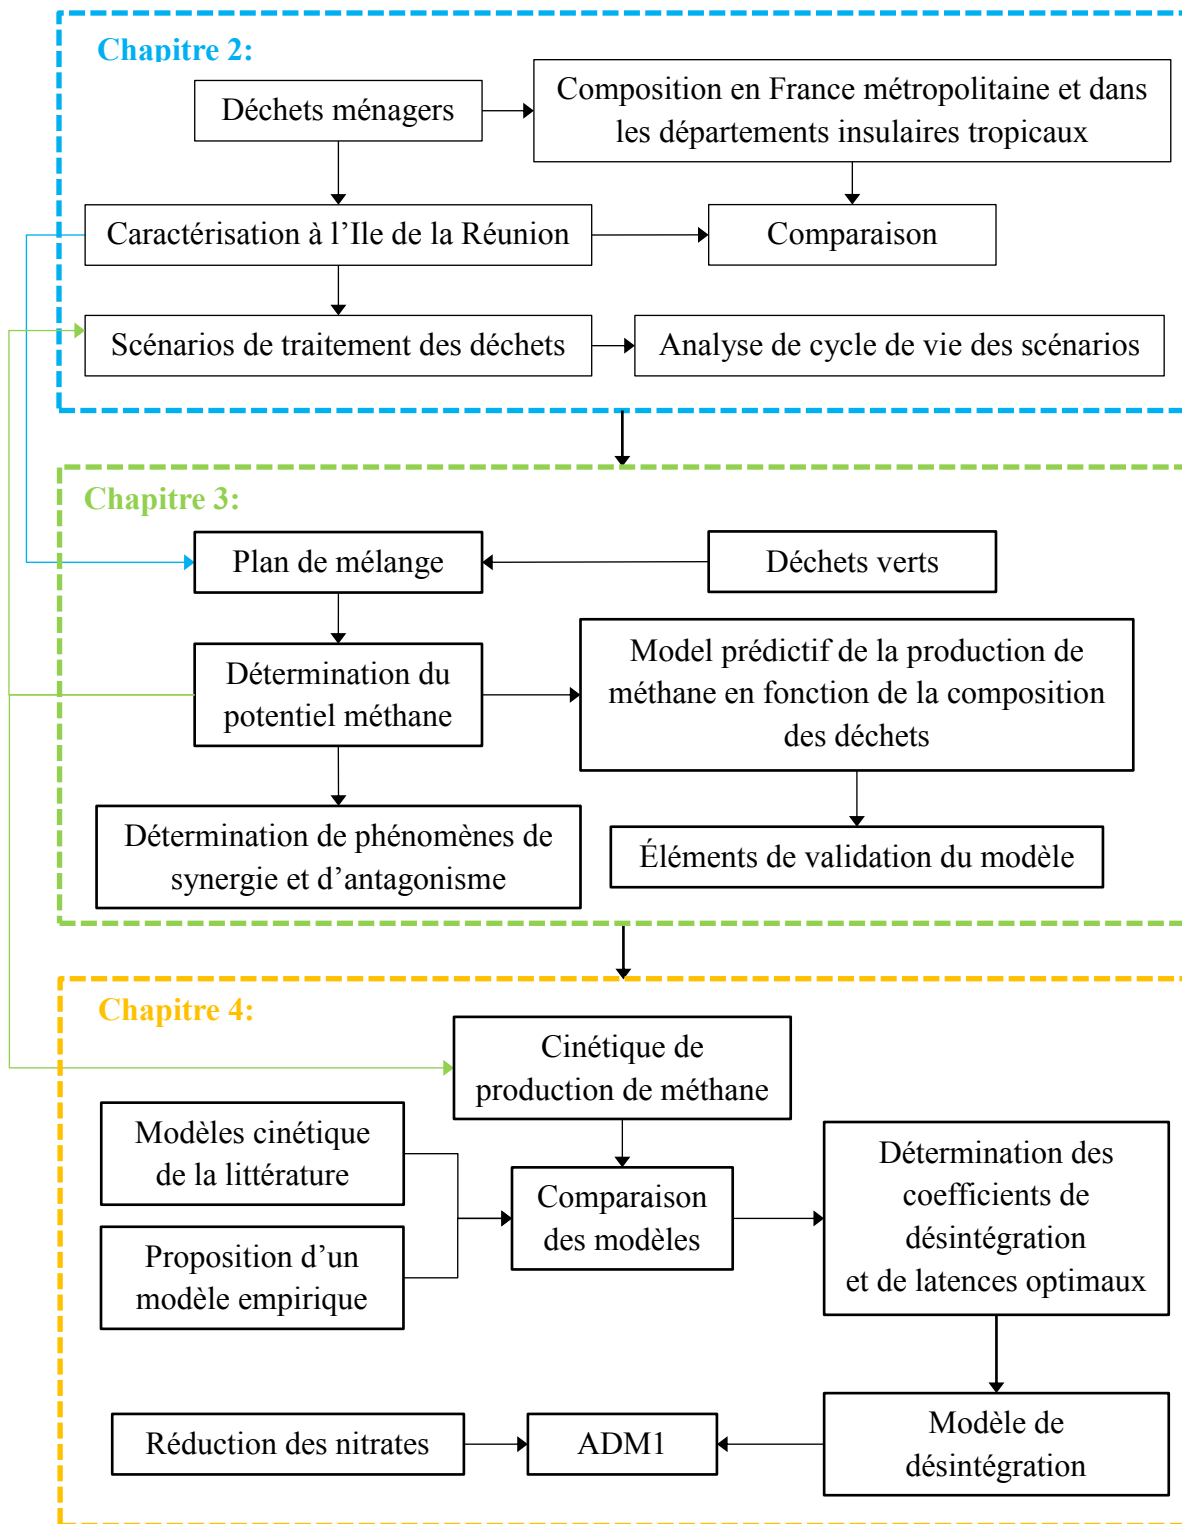 Chapitre 2:
Déchets ménagers
Composition en France métropolitaine et dans
les départements insulaires tropicaux
Caractérisation à l’Ile de la Réunion
Comparaison
Scénarios de traitement des déchets
Analyse de cycle de vie des scénarios
Chapitre 3:
Plan de mélange
Déchets verts
Détermination du
potentiel méthane
Model prédictif de la production de
méthane en fonction de la composition
des déchets
Détermination de phénomènes de
synergie et d’antagonisme
Éléments de validation du modèle
Chapitre 4:
Cinétique de
production de méthane
Modèles cinétique
de la littérature
Comparaison
des modèles
Détermination des
coefficients de
désintégration
et de latences optimaux
Proposition d’un
modèle empirique
Réduction des nitrates
ADM1
Modèle de
désintégration